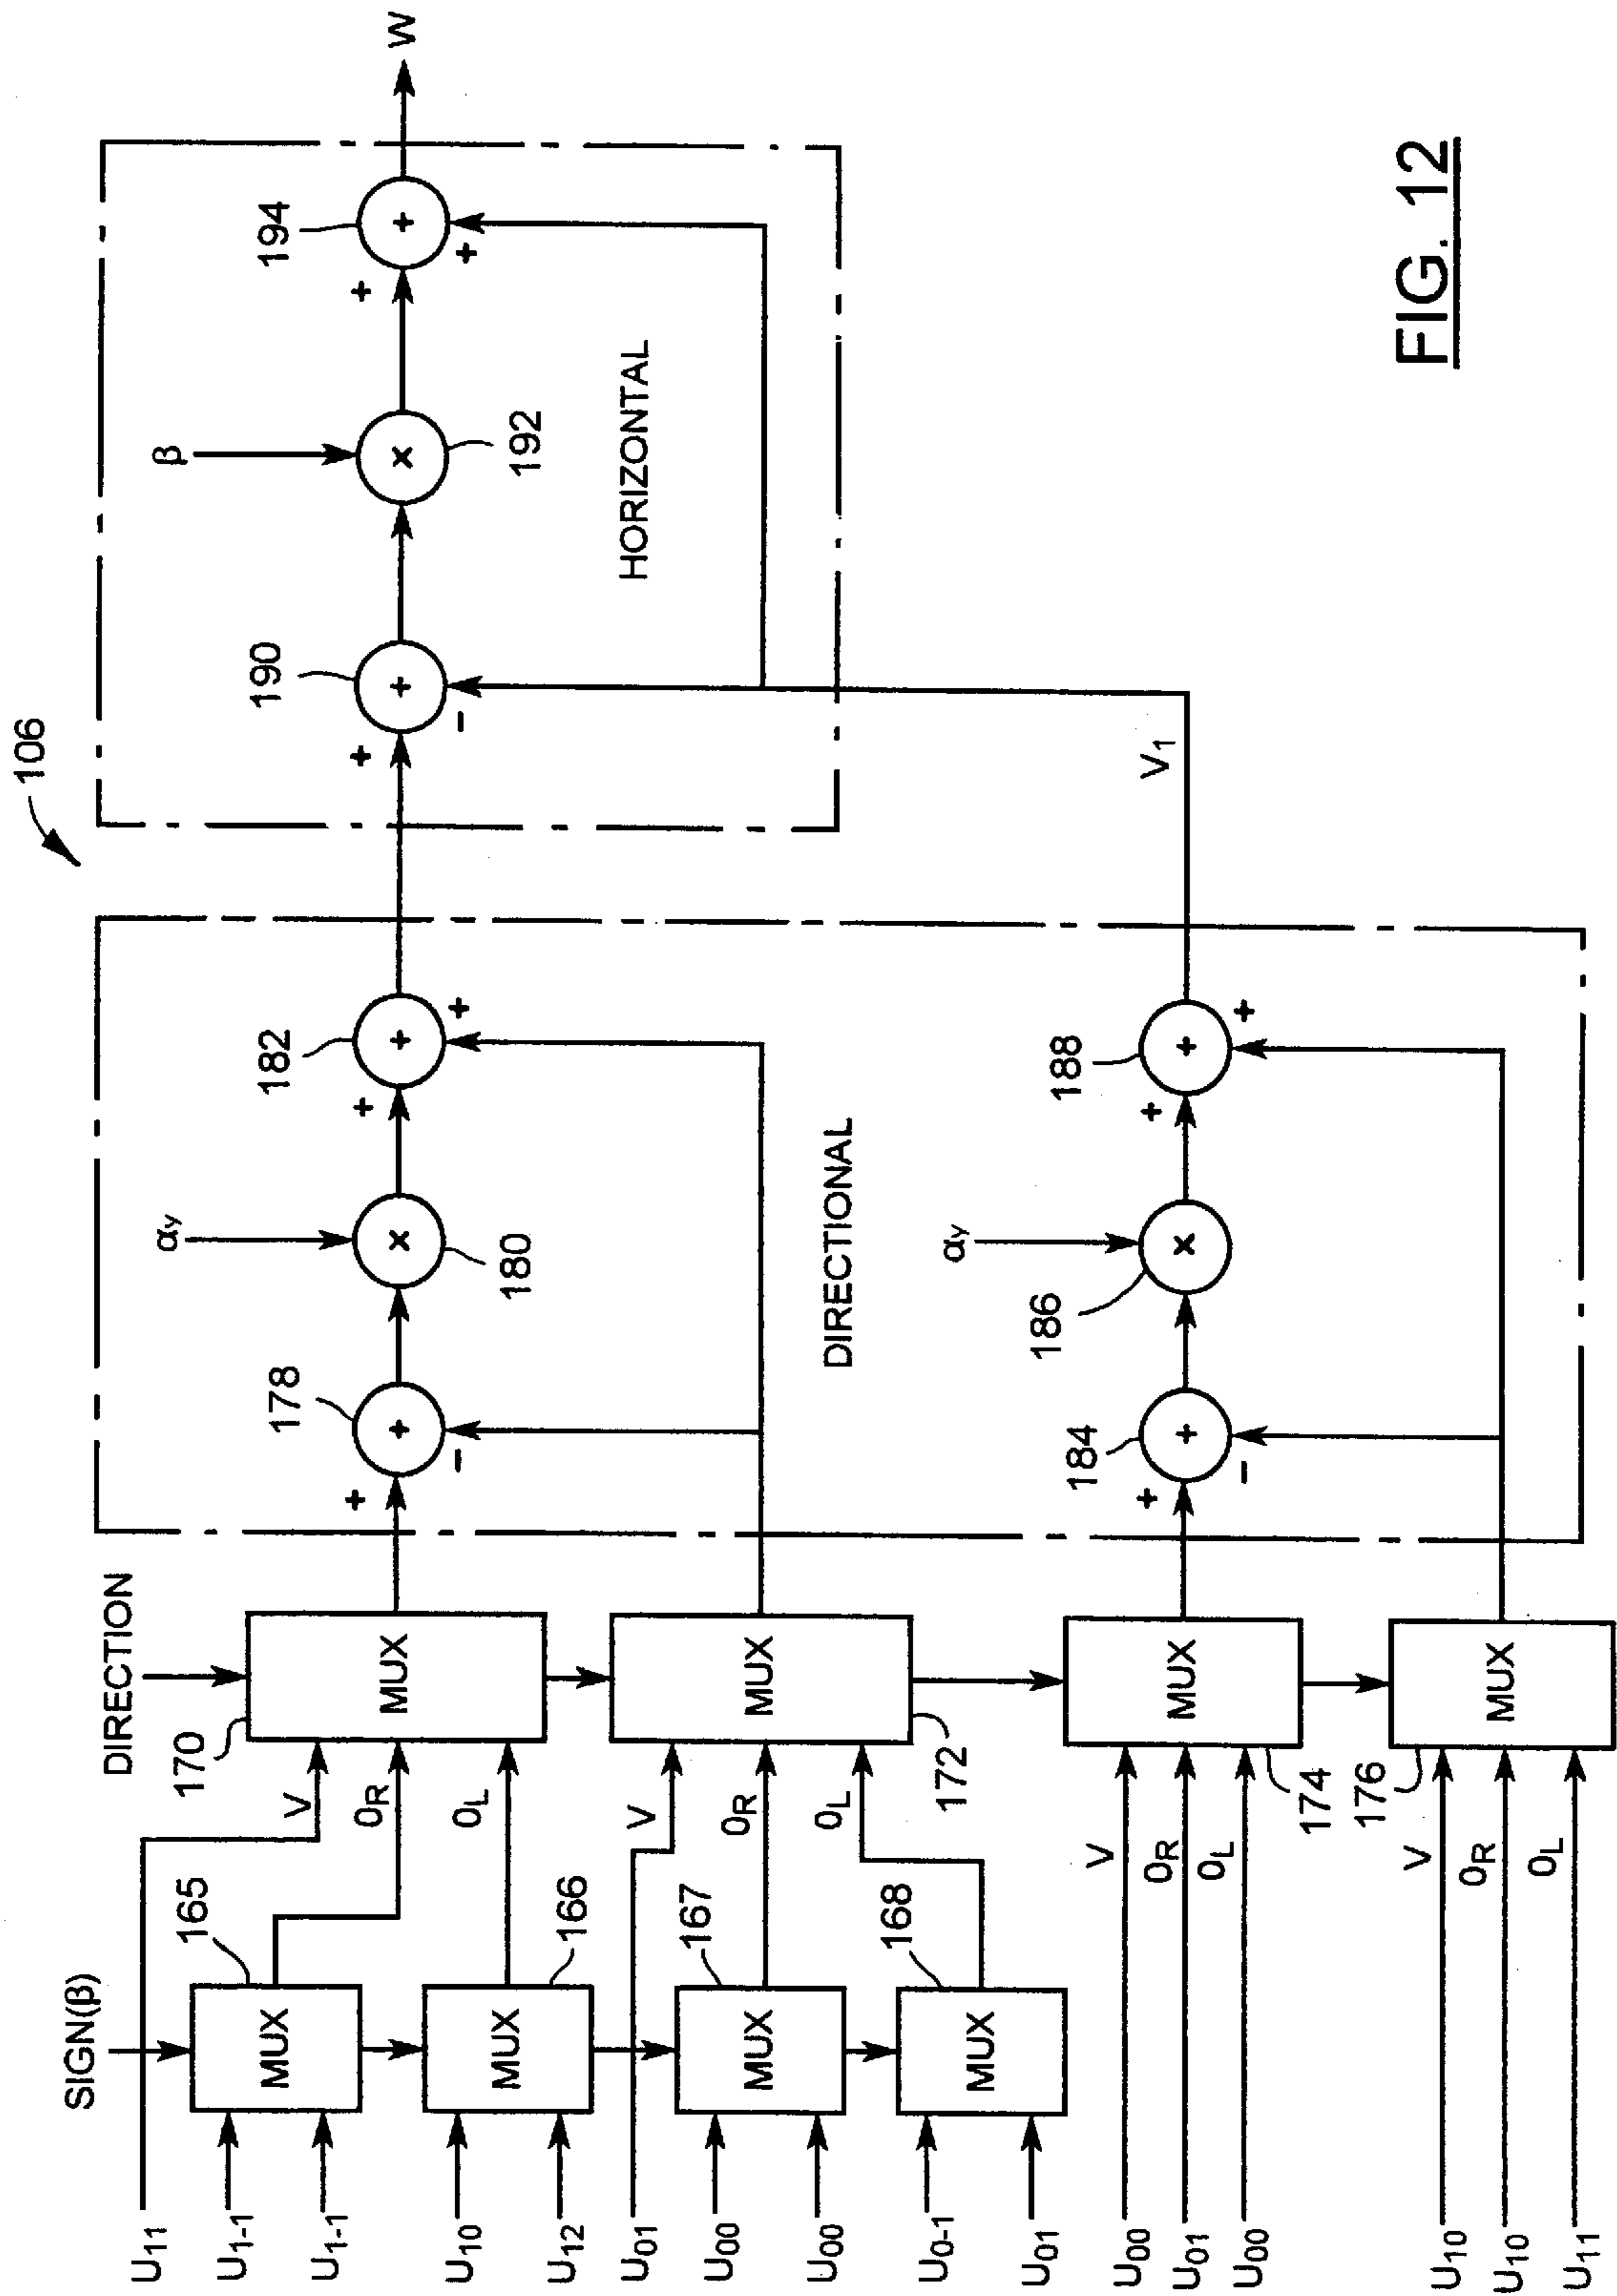 106
SIGN(β)
DIRECTION
U11
U1-1
U1-1
U10
U12
U01
U00
U00
U0-1
U01
U00
U01
U00
U10
U10
U11
165
MUX
166
MUX
167
MUX
168
MUX
V
0R
0L
V
0R
0L
V
0R
0L
V
0R
0L
170
MUX
172
MUX
174
MUX
176
MUX
+
-
178
+
αy
×
180
+
+
182
+
DIRECTIONAL
+
-
184
+
αy
×
186
+
+
188
+
V1
+
-
190
+
β
×
192
+
+
194
+
HORIZONTAL
W
FIG. 12